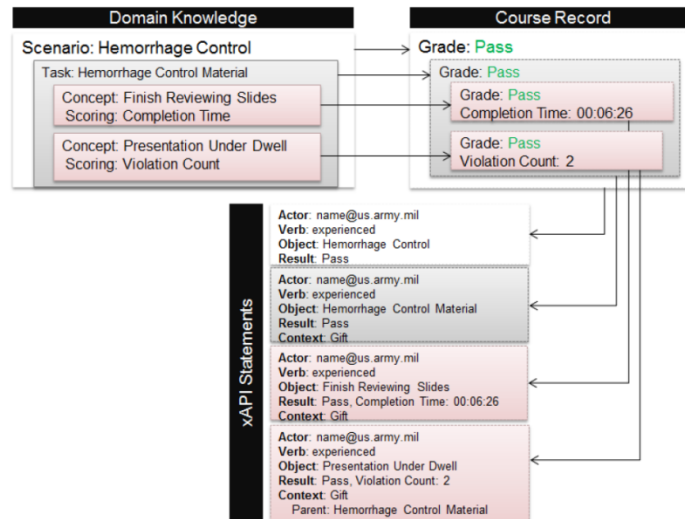 Domain Knowledge
Scenario: Hemorrhage Control
Task: Hemorrhage Control Material
Concept: Finish Reviewing Slides
Scoring: Completion Time
Concept: Presentation Under Dwell
Scoring: Violation Count
Course Record
Grade: Pass
Grade: Pass
Grade: Pass
Completion Time: 00:06:26
Grade: Pass
Violation Count: 2
xAPI Statements
Actor: name@us.army.mil
Verb: experienced
Object: Hemorrhage Control
Result: Pass
Actor: name@us.army.mil
Verb: experienced
Object: Hemorrhage Control Material
Result: Pass
Context: Gift
Actor: name@us.army.mil
Verb: experienced
Object: Finish Reviewing Slides
Result: Pass, Completion Time: 00:06:26
Context: Gift
Actor: name@us.army.mil
Verb: experienced
Object: Presentation Under Dwell
Result: Pass, Violation Count: 2
Context: Gift
Parent: Hemorrhage Control Material